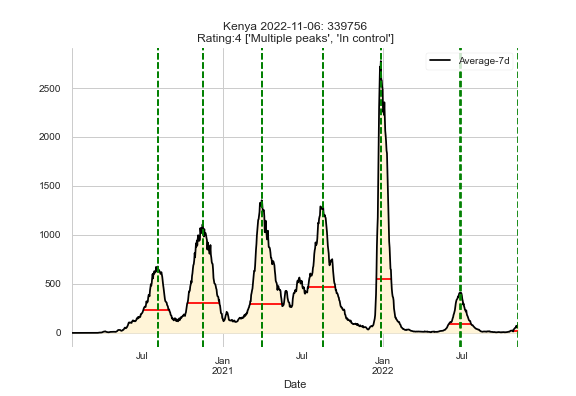 Kenya 2022-11-06: 339756
Rating:4 ['Multiple peaks', 'In control']
Average-7d
2500
2000
1500
1000
500
0
Jul
Jan
2021
Jul
Jan
2022
Jul
Date